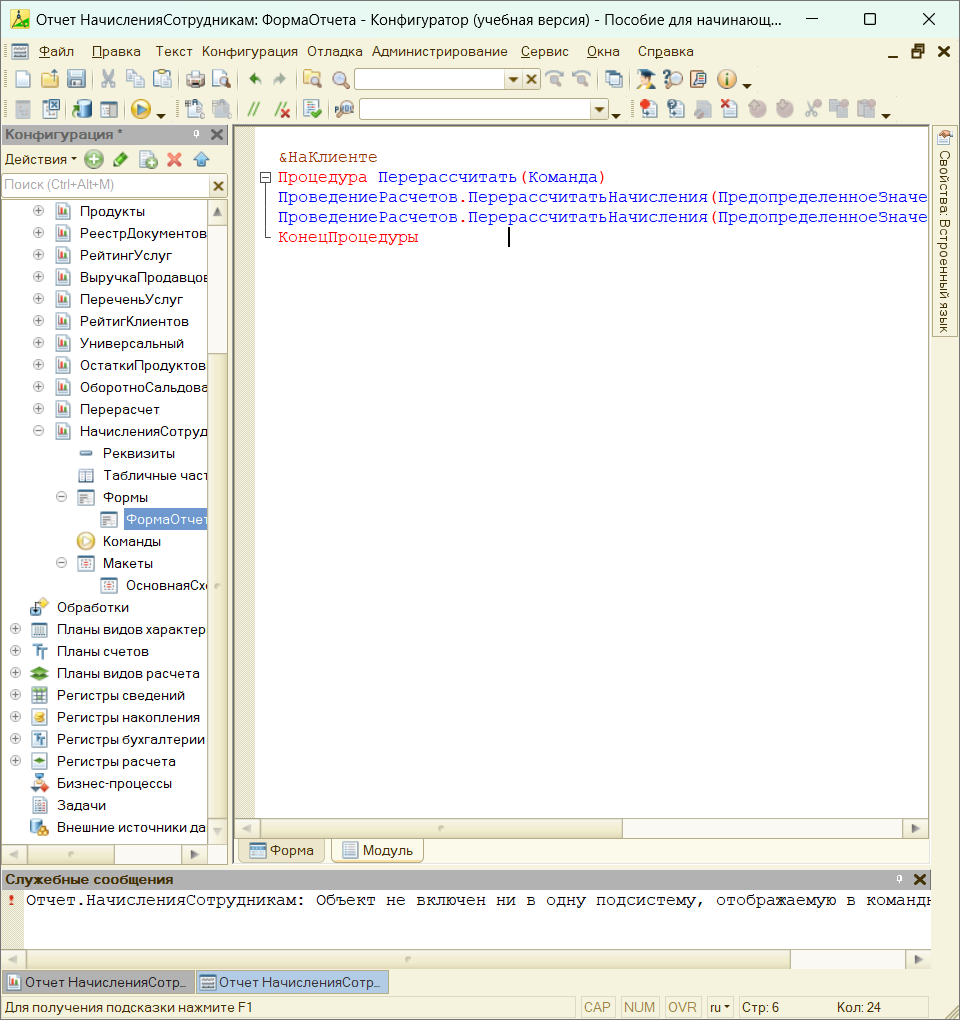 Отчет НачисленияСотрудникам: ФормаОтчета - Конфигуратор (учебная версия) - Пособие для начинающ...
Файл Правка Текст Конфигурация Отладка Администрирование Сервис Окна Справка
Конфигурация *
Действия
Поиск (Ctrl+Alt+M)
Продукты
РеестрДокументов
РейтингУслуг
ВыручкаПродавцов
ПереченьУслуг
РейтигКлиентов
Универсальный
ОстаткиПродуктов
ОборотноСальдова
Перерасчет
НачисленияСотруд
Реквизиты
Табличные част
Формы
ФормаОтчет
Команды
Макеты
ОсновнаяСх
Обработки
Планы видов характер
Планы счетов
Планы видов расчета
Регистры сведений
Регистры накопления
Регистры бухгалтерии
Регистры расчета
Бизнес-процессы
Задачи
Внешние источники да
&НаКлиенте
Процедура Перерассчитать(Команда)
ПроведениеРасчетов.ПерерассчитатьНачисления(ПредопределенноеЗначе
ПроведениеРасчетов.ПерерассчитатьНачисления(ПредопределенноеЗначе
КонецПроцедуры
Свойства: Встроенный язык
Форма Модуль
Служебные сообщения
Отчет.НачисленияСотрудникам: Объект не включен ни в одну подсистему, отображаемую в командн
Отчет НачисленияСотр... Отчет НачисленияСотр...
Для получения подсказки нажмите F1 CAP NUM OVR ru Стр: 6 Кол: 24